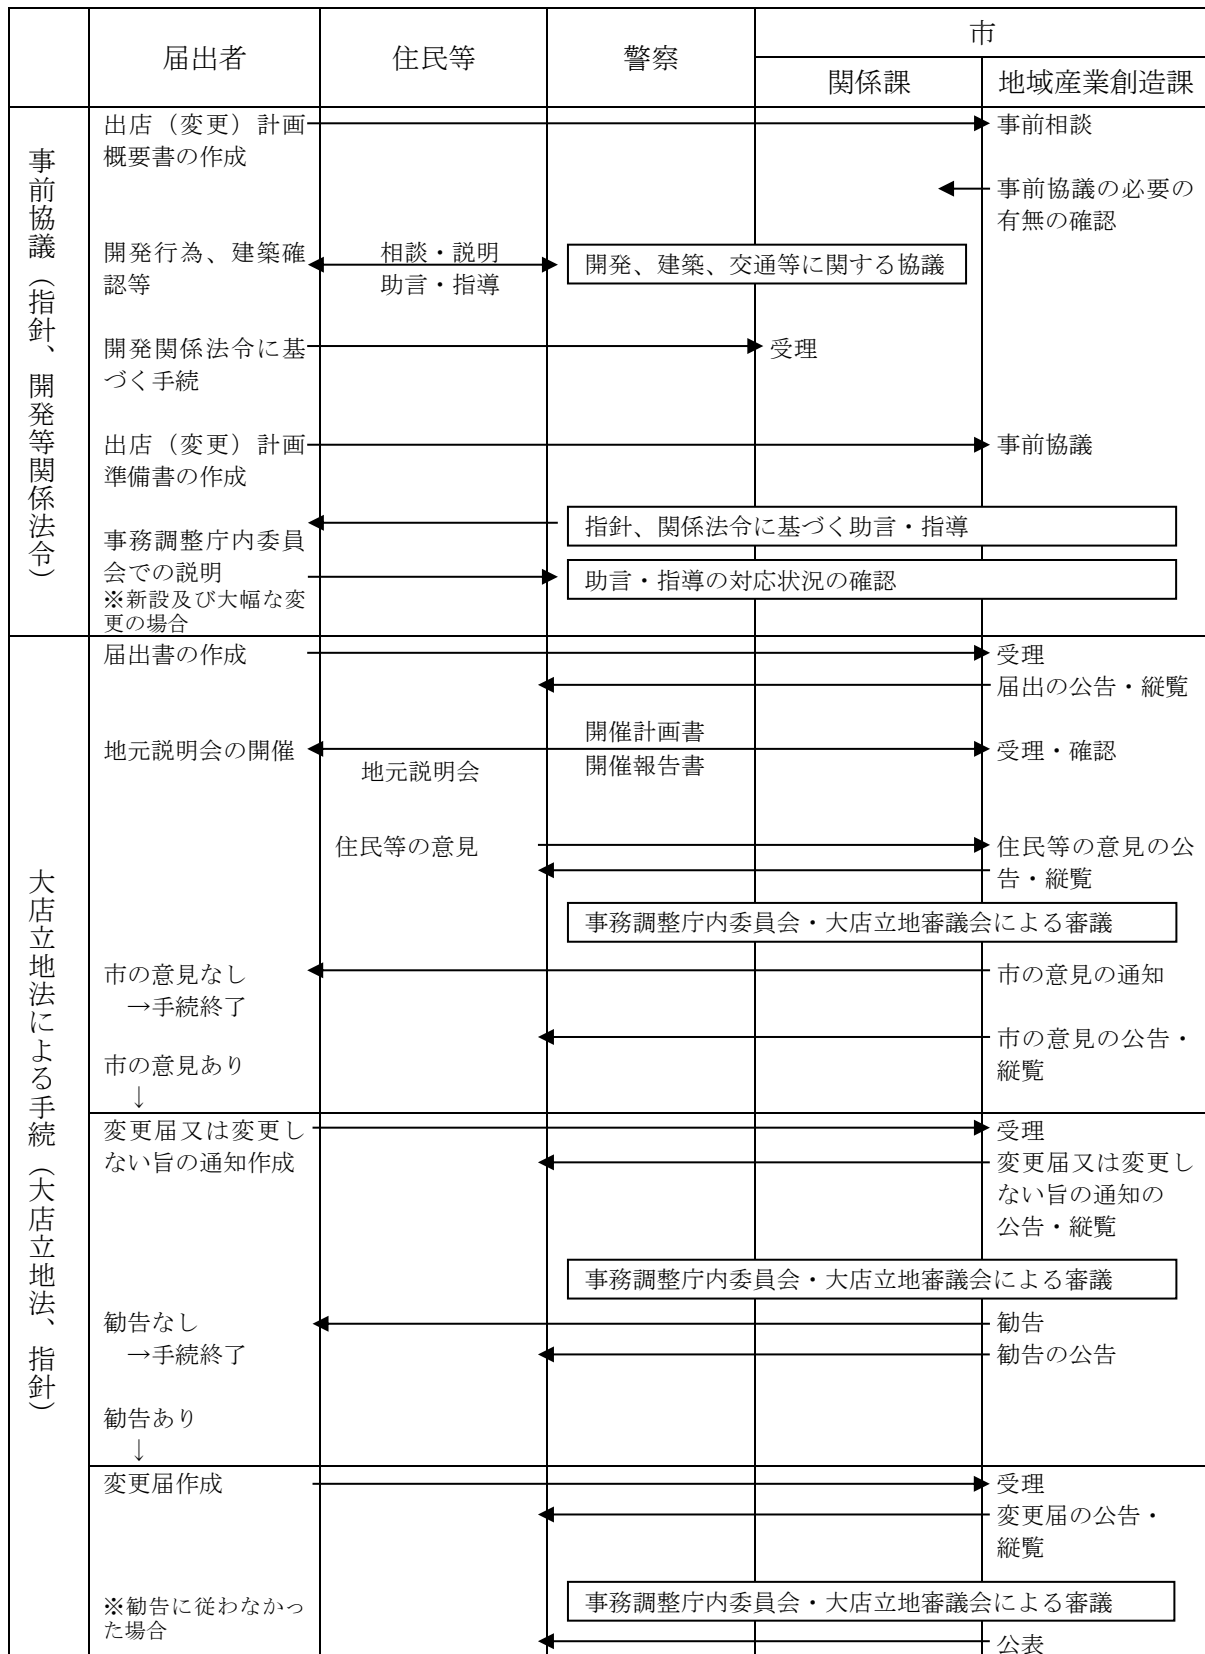 届出者
住民等
警察
市
関係課
地域産業創造課
事前協議（指針、開発等関係法令）
出店（変更）計画
概要書の作成
事前相談
事前協議の必要の
有無の確認
開発行為、建築確
認等
相談・説明
助言・指導
開発、建築、交通等に関する協議
開発関係法令に基
づく手続
受理
出店（変更）計画
準備書の作成
事前協議
指針、関係法令に基づく助言・指導
事務調整庁内委員
会での説明
※新設及び大幅な変
更の場合
助言・指導の対応状況の確認
大店立地法による手続（大店立地法、指針）
届出書の作成
受理
届出の公告・縦覧
地元説明会の開催
地元説明会
開催計画書
開催報告書
受理・確認
住民等の意見
住民等の意見の公
告・縦覧
事務調整庁内委員会・大店立地審議会による審議
市の意見なし
→手続終了
市の意見の通知
市の意見の公告・
縦覧
市の意見あり
↓
変更届又は変更し
ない旨の通知作成
受理
変更届又は変更し
ない旨の通知の
公告・縦覧
事務調整庁内委員会・大店立地審議会による審議
勧告なし
→手続終了
勧告
勧告の公告
勧告あり
↓
変更届作成
受理
変更届の公告・
縦覧
事務調整庁内委員会・大店立地審議会による審議
※勧告に従わなかっ
た場合
公表